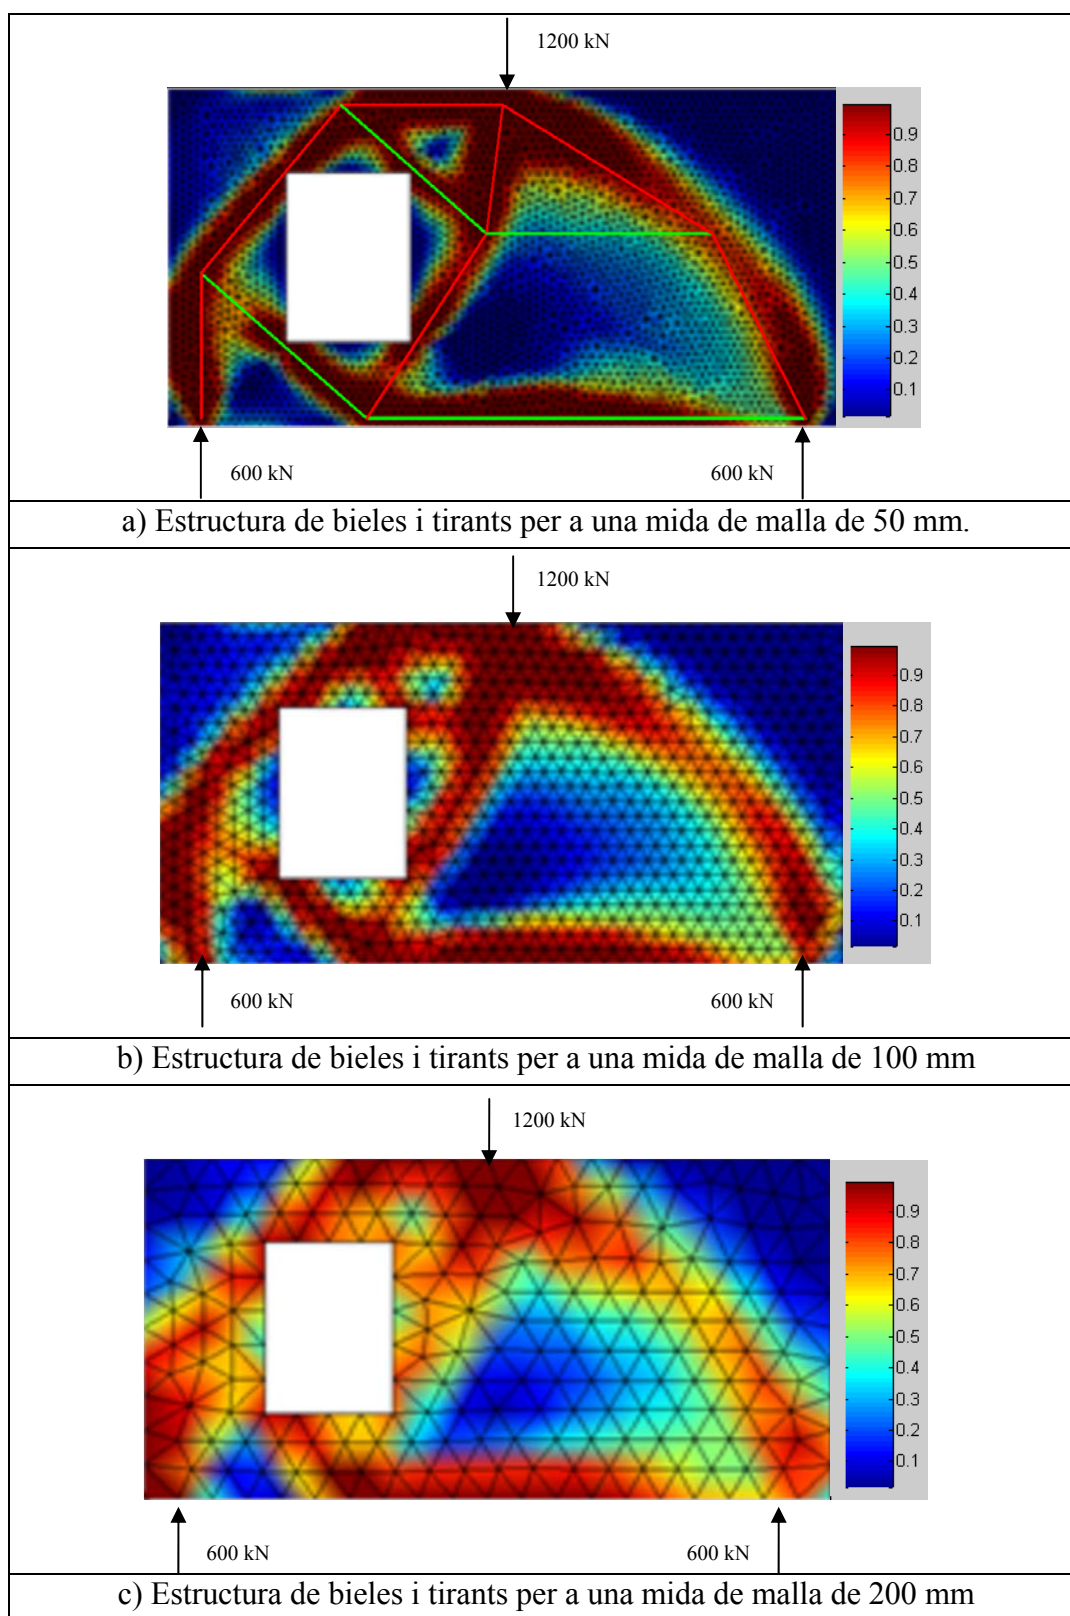 1200 kN
0.9
0.8
0.7
0.6
0.5
0.4
0.3
0.2
0.1
600 kN
600 kN
a) Estructura de bieles i tirants per a una mida de malla de 50 mm.
1200 kN
0.9
0.8
0.7
0.6
0.5
0.4
0.3
0.2
0.1
600 kN
600 kN
b) Estructura de bieles i tirants per a una mida de malla de 100 mm
1200 kN
0.9
0.8
0.7
0.6
0.5
0.4
0.3
0.2
0.1
600 kN
600 kN
c) Estructura de bieles i tirants per a una mida de malla de 200 mm